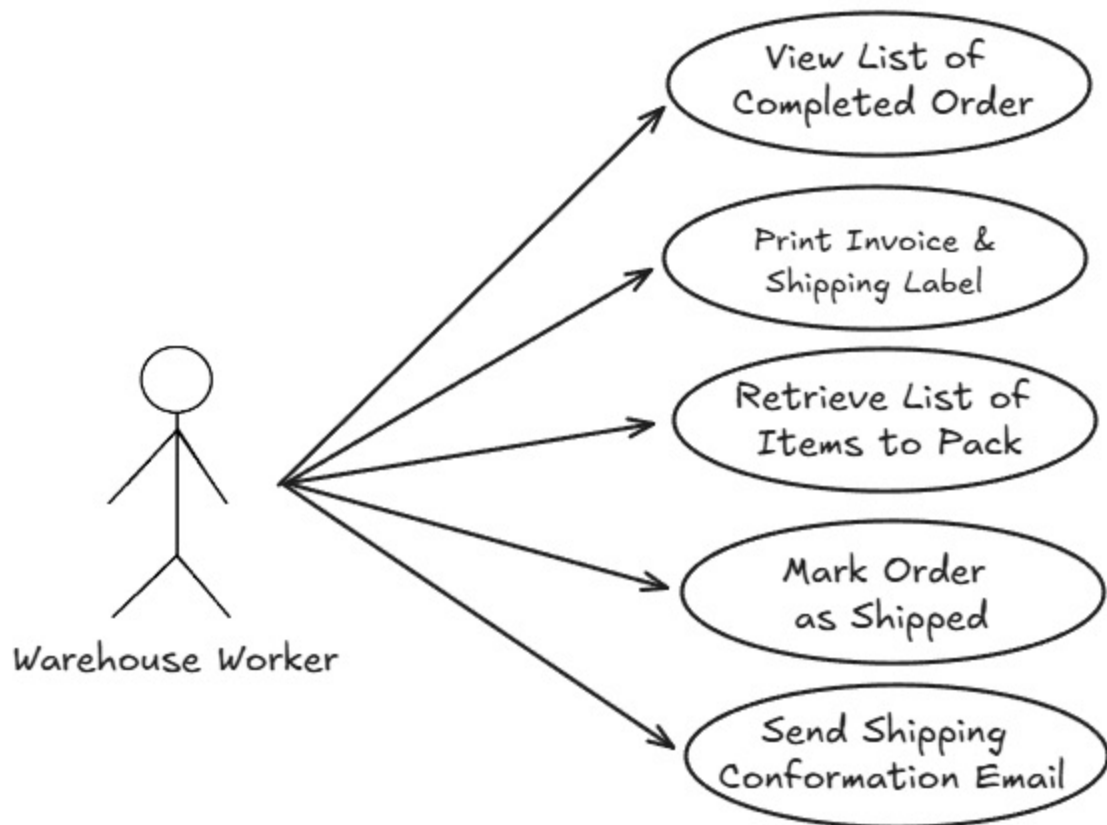 View List of
Completed Order
Print Invoice &
Shipping Label
Retrieve List of
Items to Pack
Mark Order
as Shipped
Warehouse Worker
Send Shipping
Conformation Email